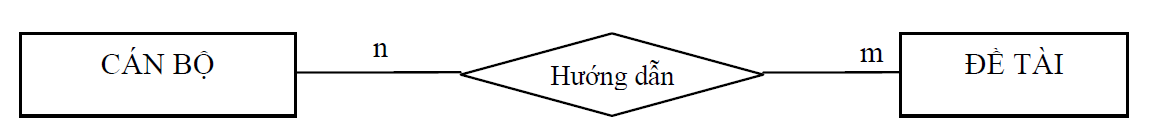 CÁN BỘ
n
Hướng dẫn
m
ĐỀ TÀI